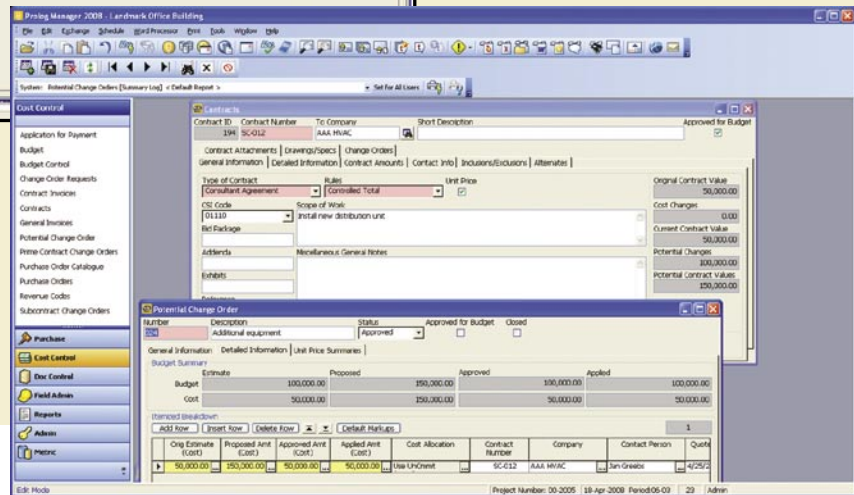 Prolog Manager 2008 - Landmark Office Building
File Edit Exchange Schedule Word Processor Print Tools Window Help
System: Potential Change Orders [Summary Log] < Default Report >
Set for All Users
Cost Control
Application for Payment
Budget
Budget Control
Change Order Requests
Contract Invoices
Contracts
General Invoices
Potential Change Order
Prime Contract Change Orders
Purchase Order Catalogue
Purchase Orders
Revenue Codes
Subcontract Change Orders
Purchase
Cost Control
Doc Control
Field Admin
Reports
Admin
Metric
Edit Mode
Contracts
Contract ID Contract Number To Company Short Description Approved for Budget
194 SC-012 AAA HVAC
Contract Attachments Drawings/Specs Change Orders
General Information Detailed Information Contract Amounts Contact Info Inclusions/Exclusions Alternates
Type of Contract Rules Unit Price Original Contract Value
Consultant Agreement Controlled Total 50,000.00
CSI Code Scope of Work Cost Changes
01110 Install new distribution unit 0.00
Bid Package Current Contract Value
50,000.00
Addenda Miscellaneous General Notes Potential Changes
100,000.00
Exhibits Potential Contract Values
150,000.00
Reference
Potential Change Order
Number Description Status Approved for Budget Closed
Additional equipment Approved
General Information Detailed Information Unit Price Summaries
Budget Summary
Estimate Proposed Approved Applied
Budget 100,000.00 150,000.00 100,000.00 100,000.00
Cost 50,000.00 150,000.00 50,000.00 50,000.00
Itemized Breakdown
Add Row Insert Row Delete Row Default Markups 1
Orig Estimate (Cost) Proposed Amt (Cost) Approved Amt (Cost) Applied Amt (Cost) Cost Allocation Contract Number Company Contact Person Quote
50,000.00 150,000.00 50,000.00 50,000.00 Use UnCmmt SC-012 AAA HVAC Jan Greebs 4/25/2
Project Number: 00-2005 18-Apr-2008 Period:06-03 23 Admin